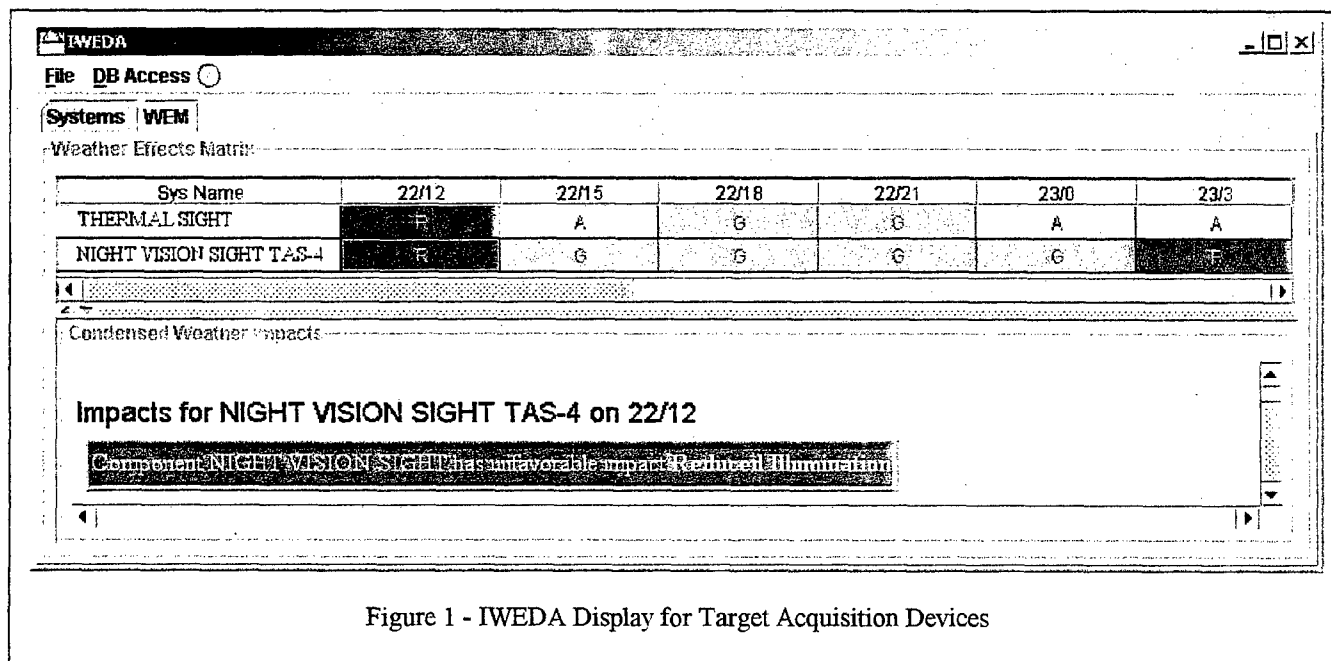 IWEDA
File DB Access
Systems WEM
Weather Effects Matrix
Sys Name 22/12 22/15 22/18 22/21 23/0 23/3
THERMAL SIGHT R A G G A A
NIGHT VISION SIGHT TAS-4 R G G G G R
Condensed Weather Impacts
Impacts for NIGHT VISION SIGHT TAS-4 on 22/12
Component NIGHT VISION SIGHT has unfavorable impact Reduced Illumination
Figure 1 - IWEDA Display for Target Acquisition Devices